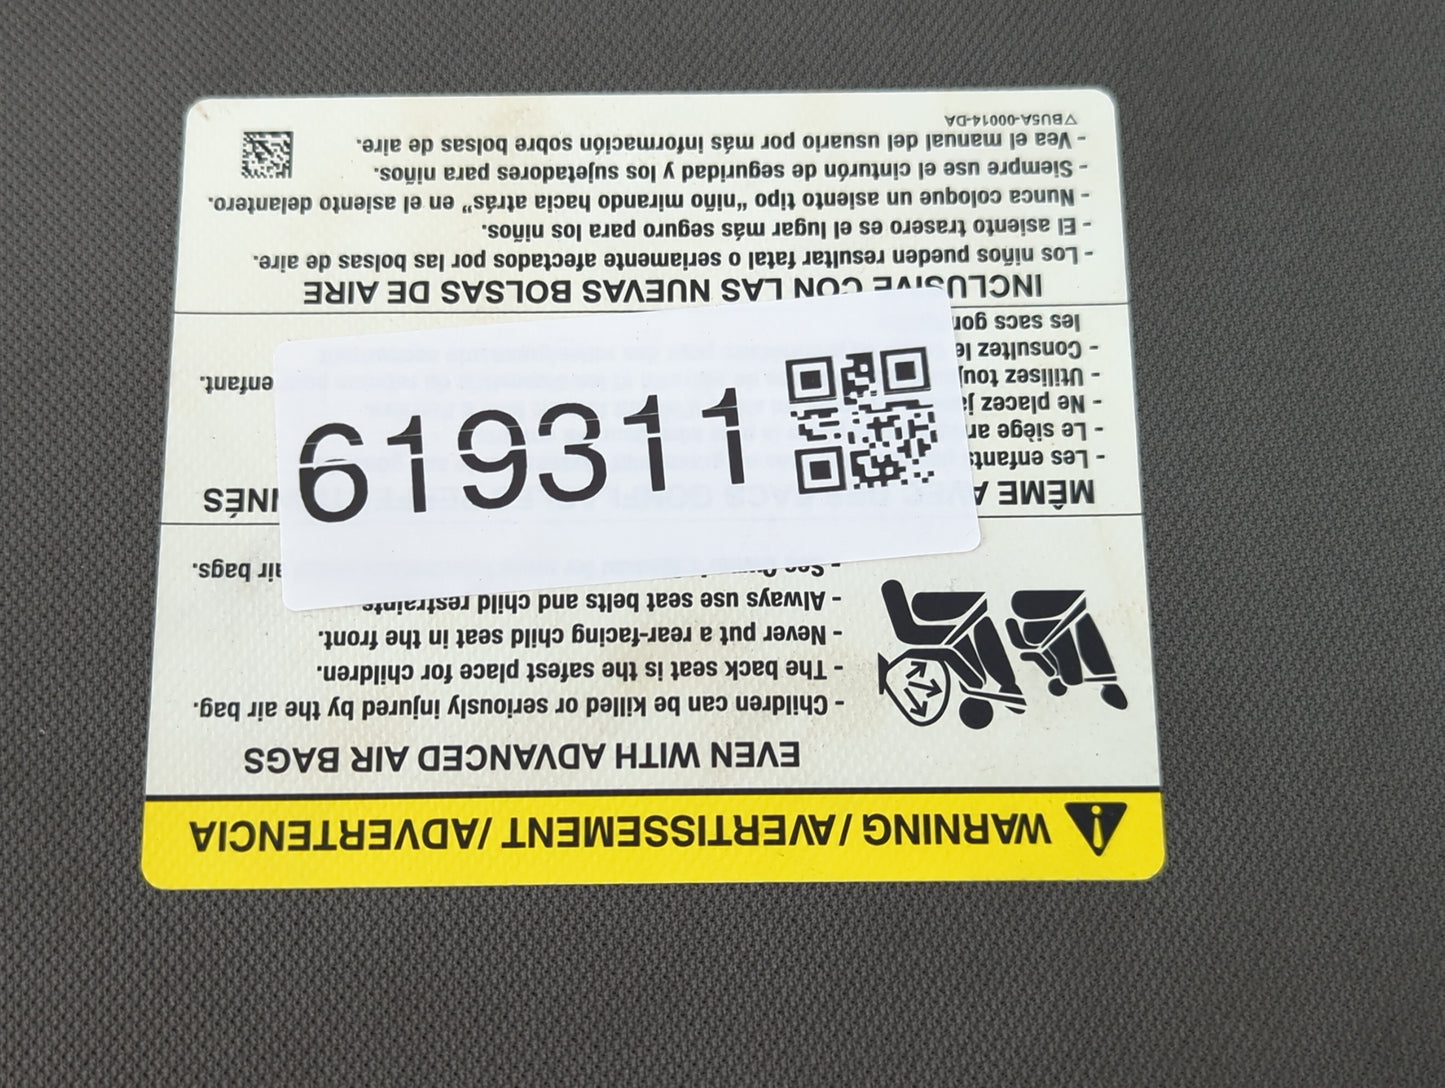 WARNING / AVERTISSEMENT / ADVERTENCIA
EVEN WITH ADVANCED AIR BAGS
- Children can be killed or seriously injured by the air bag.
- The back seat is the safest place for children.
- Never put a rear-facing child seat in the front.
- Always use seat belts and child restraints
- See air bags.
MÊME A NNÉS
- Les enfants
- Le siège ar
- Ne placez
- Utilisez enfant.
- Consultez
les sacs
619311
INCLUSIVE CON LAS NUEVAS BOLSAS DE AIRE
- Los niños pueden resultar fatal o seriamente afectados por las bolsas de aire.
- El asiento trasero es el lugar más seguro para los niños.
- Nunca coloque un asiento tipo “niño mirando hacia atrás” en el asiento delantero.
- Siempre use el cinturón de seguridad y los sujetadores para niños.
- Vea el manual del usuario por más información sobre bolsas de aire.
▽BU5A-00014-DA